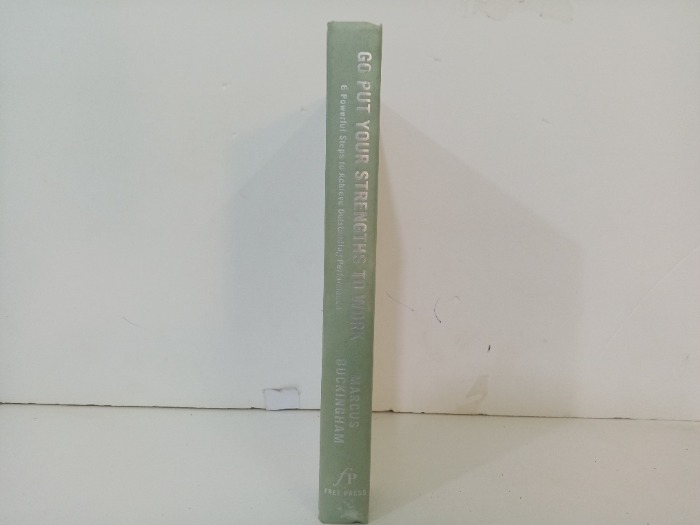 GO PUT YOUR STRENGTHS TO WORK
6 Powerful Steps to Achieve Outstanding Performance
MARCUS
BUCKINGHAM
fP
FREE PRESS